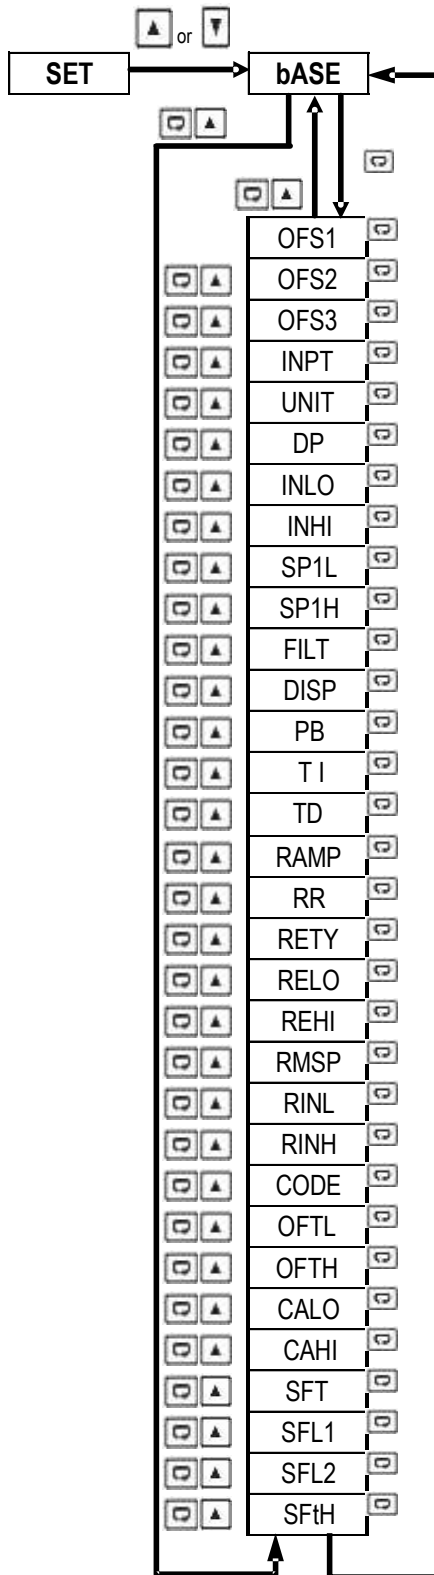 or
SET
bASE
OFS1
OFS2
OFS3
INPT
UNIT
DP
INLO
INHI
SP1L
SP1H
FILT
DISP
PB
T I
TD
RAMP
RR
RETY
RELO
REHI
RMSP
RINL
RINH
CODE
OFTL
OFTH
CALO
CAHI
SFT
SFL1
SFL2
SFtH